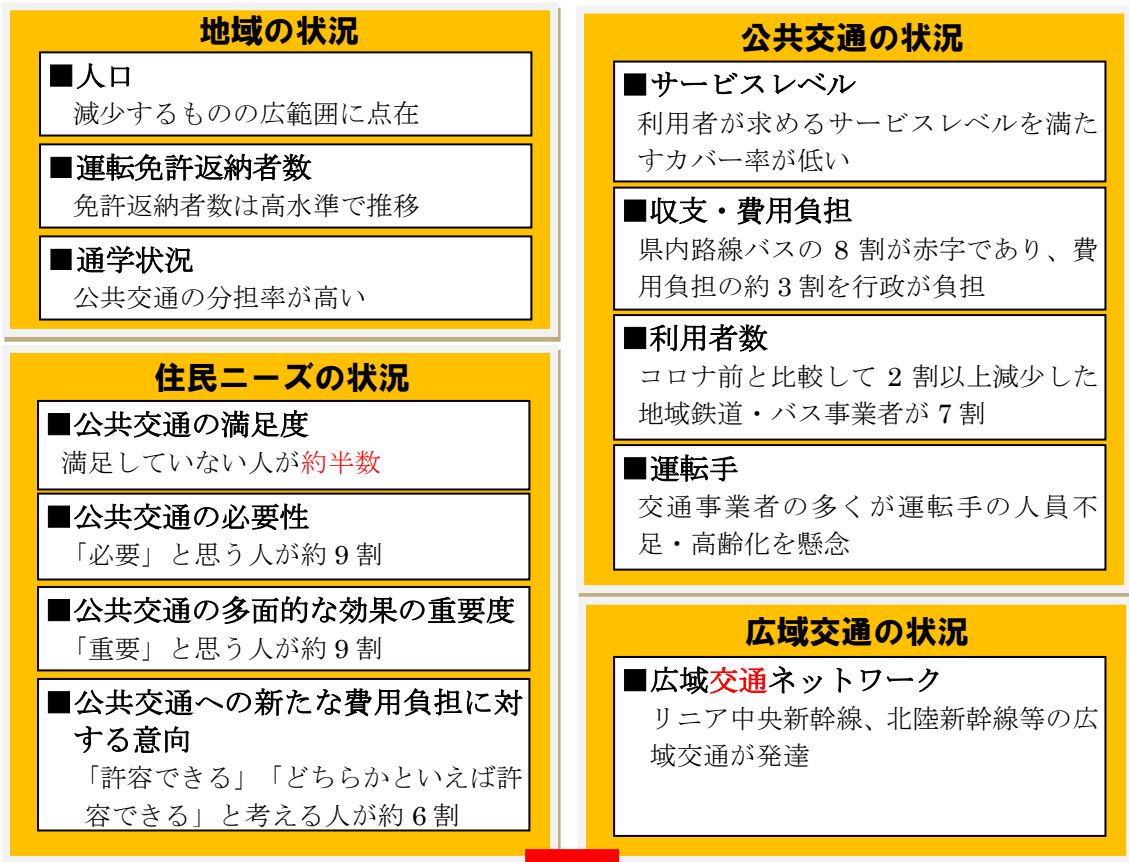 地域の状況
■人口
減少するものの広範囲に点在
■運転免許返納者数
免許返納者数は高水準で推移
■通学状況
公共交通の分担率が高い
住民ニーズの状況
■公共交通の満足度
満足していない人が約半数
■公共交通の必要性
「必要」と思う人が約 9 割
■公共交通の多面的な効果の重要度
「重要」と思う人が約 9 割
■公共交通への新たな費用負担に対
する意向
「許容できる」「どちらかといえば許
容できる」と考える人が約 6 割
公共交通の状況
■サービスレベル
利用者が求めるサービスレベルを満た
すカバー率が低い
■収支・費用負担
県内路線バスの 8 割が赤字であり、費
用負担の約 3 割を行政が負担
■利用者数
コロナ前と比較して 2 割以上減少した
地域鉄道・バス事業者が 7 割
■運転手
交通事業者の多くが運転手の人員不
足・高齢化を懸念
広域交通の状況
■広域交通ネットワーク
リニア中央新幹線、北陸新幹線等の広
域交通が発達